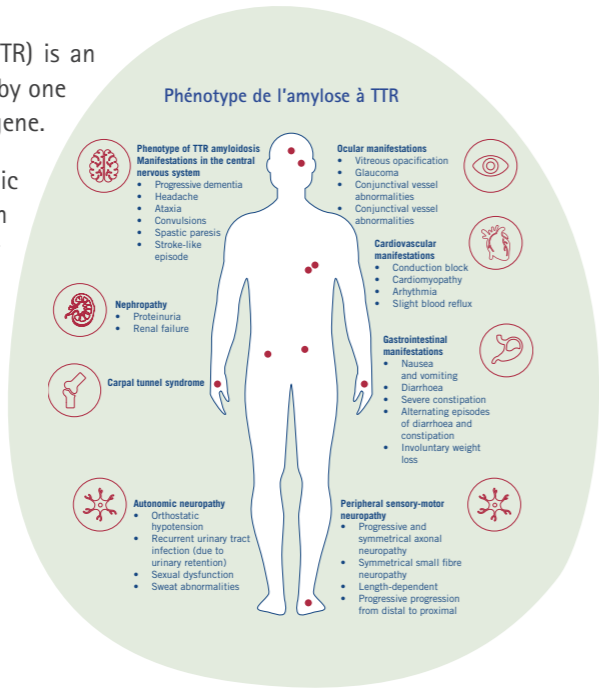 TR) is an
by one
gene.
ic
Phénotype de l'amylose à TTR
Phenotype of TTR amyloidosis
Manifestations in the central
nervous system
• Progressive dementia
• Headache
• Ataxia
• Convulsions
• Spastic paresis
• Stroke-like
episode
Nephropathy
• Proteinuria
• Renal failure
Carpal tunnel syndrome
Autonomic neuropathy
• Orthostatic
hypotension
• Recurrent urinary tract
infection (due to
urinary retention)
• Sexual dysfunction
• Sweat abnormalities
Ocular manifestations
• Vitreous opacification
• Glaucoma
• Conjunctival vessel
abnormalities
• Conjunctival vessel
abnormalities
Cardiovascular
manifestations
• Conduction block
• Cardiomyopathy
• Arhythmia
• Slight blood reflux
Gastrointestinal
manifestations
• Nausea
and vomiting
• Diarrhoea
• Severe constipation
• Alternating episodes
of diarrhoea and
constipation
• Involuntary weight
loss
Peripheral sensory-motor
neuropathy
• Progressive and
symmetrical axonal
neuropathy
• Symmetrical small fibre
neuropathy
• Length-dependent
• Progressive progression
from distal to proximal